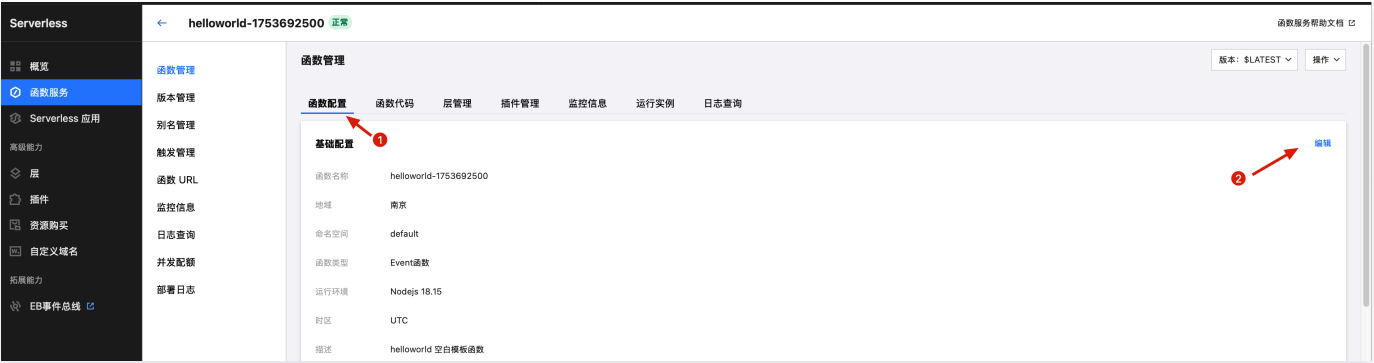 Serverless
← helloworld-1753692500 正常
函数服务帮助文档
概览
函数服务
Serverless 应用
高级能力
层
插件
资源购买
自定义域名
拓展能力
EB事件总线
函数管理
版本管理
别名管理
触发管理
函数 URL
监控信息
日志查询
并发配额
部署日志
函数管理
版本：$LATEST
操作
函数配置 函数代码 层管理 插件管理 监控信息 运行实例 日志查询
1
基础配置
编辑
2
函数名称 helloworld-1753692500
地域 南京
命名空间 default
函数类型 Event函数
运行环境 Nodejs 18.15
时区 UTC
描述 helloworld 空白模板函数